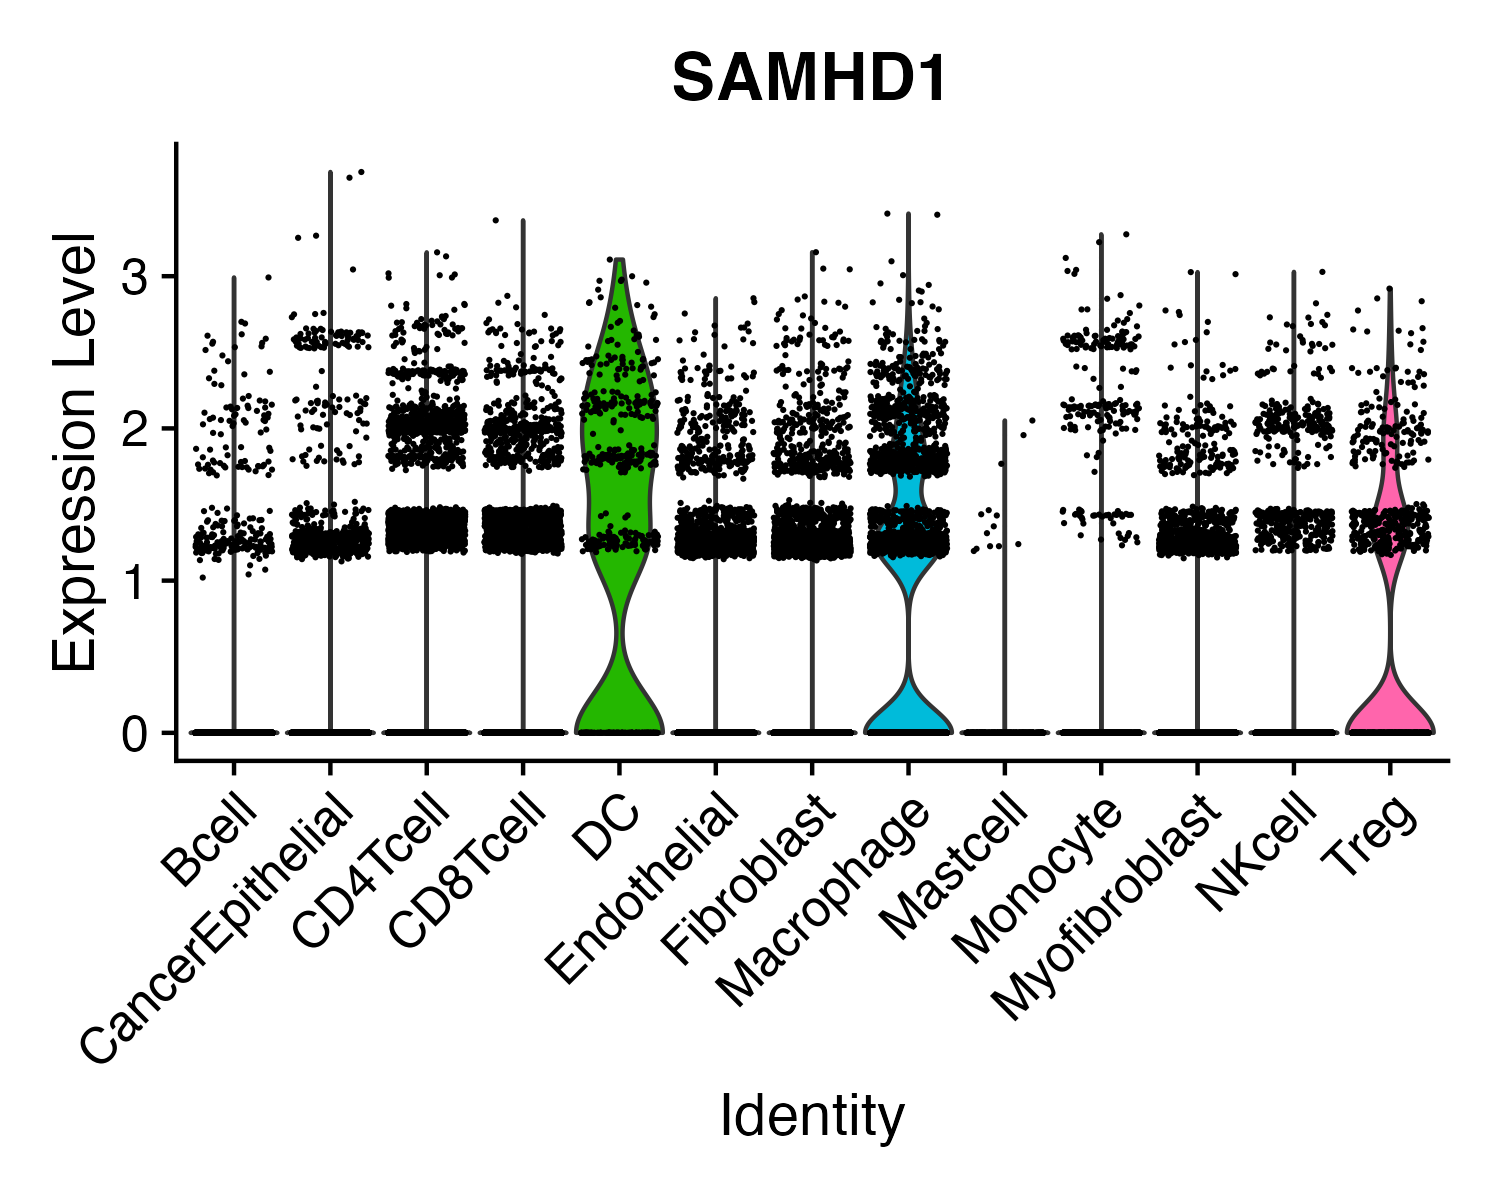 SAMHD1
Expression Level
3
2
1
0
Bcell
CancerEpithelial
CD4Tcell
CD8Tcell
DC
Endothelial
Fibroblast
Macrophage
Mastcell
Monocyte
Myofibroblast
NKcell
Treg
Identity